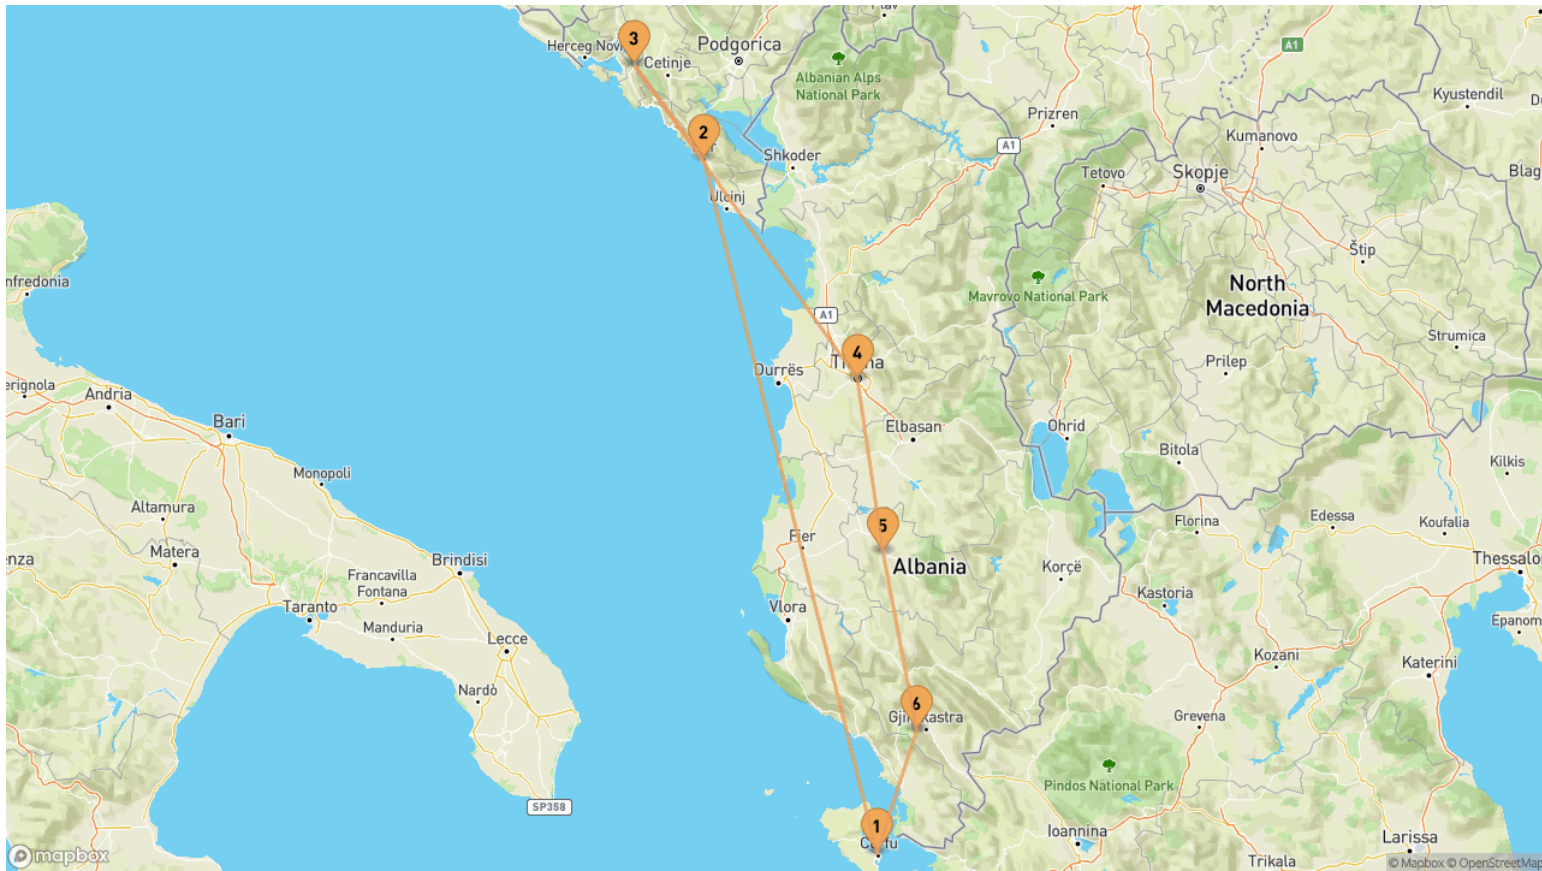 3
Herceg Nov
Podgorica
Cetinje
A1
Albanian Alps
National Park
Kyustendil
Prizren
2
Kumanovo
A1
Shkoder
Tetovo
Skopje
Blag
Ulcinj
Štip
nfredonia
Mavrovo National Park
North
Macedonia
A1
Strumica
4
Durrës
Prilep
erignola
Andria
Bari
Elbasan
Ohrid
Bitola
Kilkis
Monopoli
Altamura
5
Florina
Edessa
Koufalia
Fier
Matera
enza
Brindisi
Albania
Korçë
Thessalo
Francavilla
Fontana
Kastoria
Taranto
Vlora
Manduria
Epanom
Lecce
Kozani
Katerini
Nardò
6
Grevena
Pindos National Park
SP358
1
Ioannina
Larissa
mapbox
Trikala
© Mapbox © OpenStreetMap